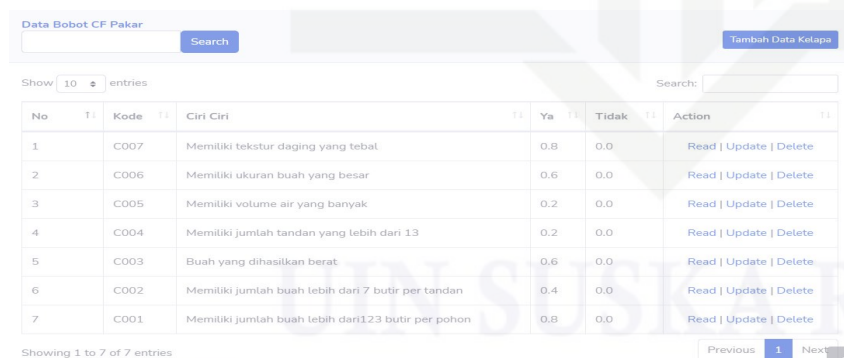 Data Bobot CF Pakar
Search
Tambah Data Kelapa
Show 10 entries
Search:
No Kode Ciri Ciri Ya Tidak Action
1 C007 Memiliki tekstur daging yang tebal 0.8 0.0 Read | Update | Delete
2 C006 Memiliki ukuran buah yang besar 0.6 0.0 Read | Update | Delete
3 C005 Memiliki volume air yang banyak 0.2 0.0 Read | Update | Delete
4 C004 Memiliki jumlah tandan yang lebih dari 13 0.2 0.0 Read | Update | Delete
5 C003 Buah yang dihasilkan berat 0.6 0.0 Read | Update | Delete
6 C002 Memiliki jumlah buah lebih dari 7 butir per tandan 0.4 0.0 Read | Update | Delete
7 C001 Memiliki jumlah buah lebih dari123 butir per pohon 0.8 0.0 Read | Update | Delete
UIN SUSKA R
Showing 1 to 7 of 7 entries
Previous 1 Next